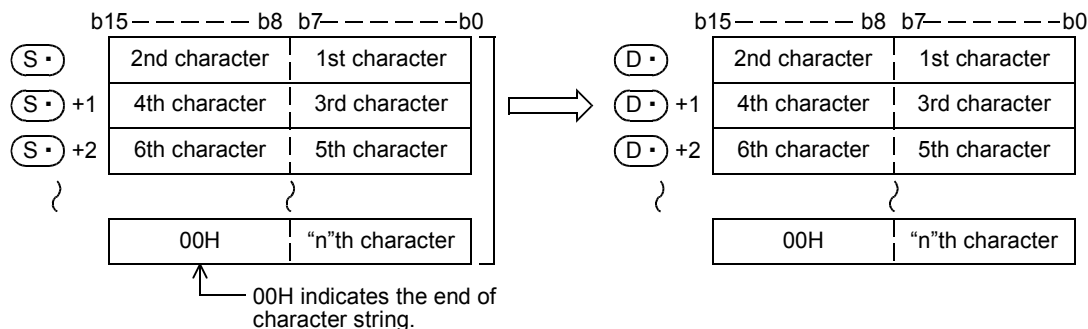 b15 — — — — — b8 b7 — — — — — — b0 b15 — — — — — b8 b7 — — — — — — b0
S· 2nd character 1st character D· 2nd character 1st character
S· +1 4th character 3rd character D· +1 4th character 3rd character
S· +2 6th character 5th character D· +2 6th character 5th character
00H “n”th character 00H “n”th character
00H indicates the end of
character string.